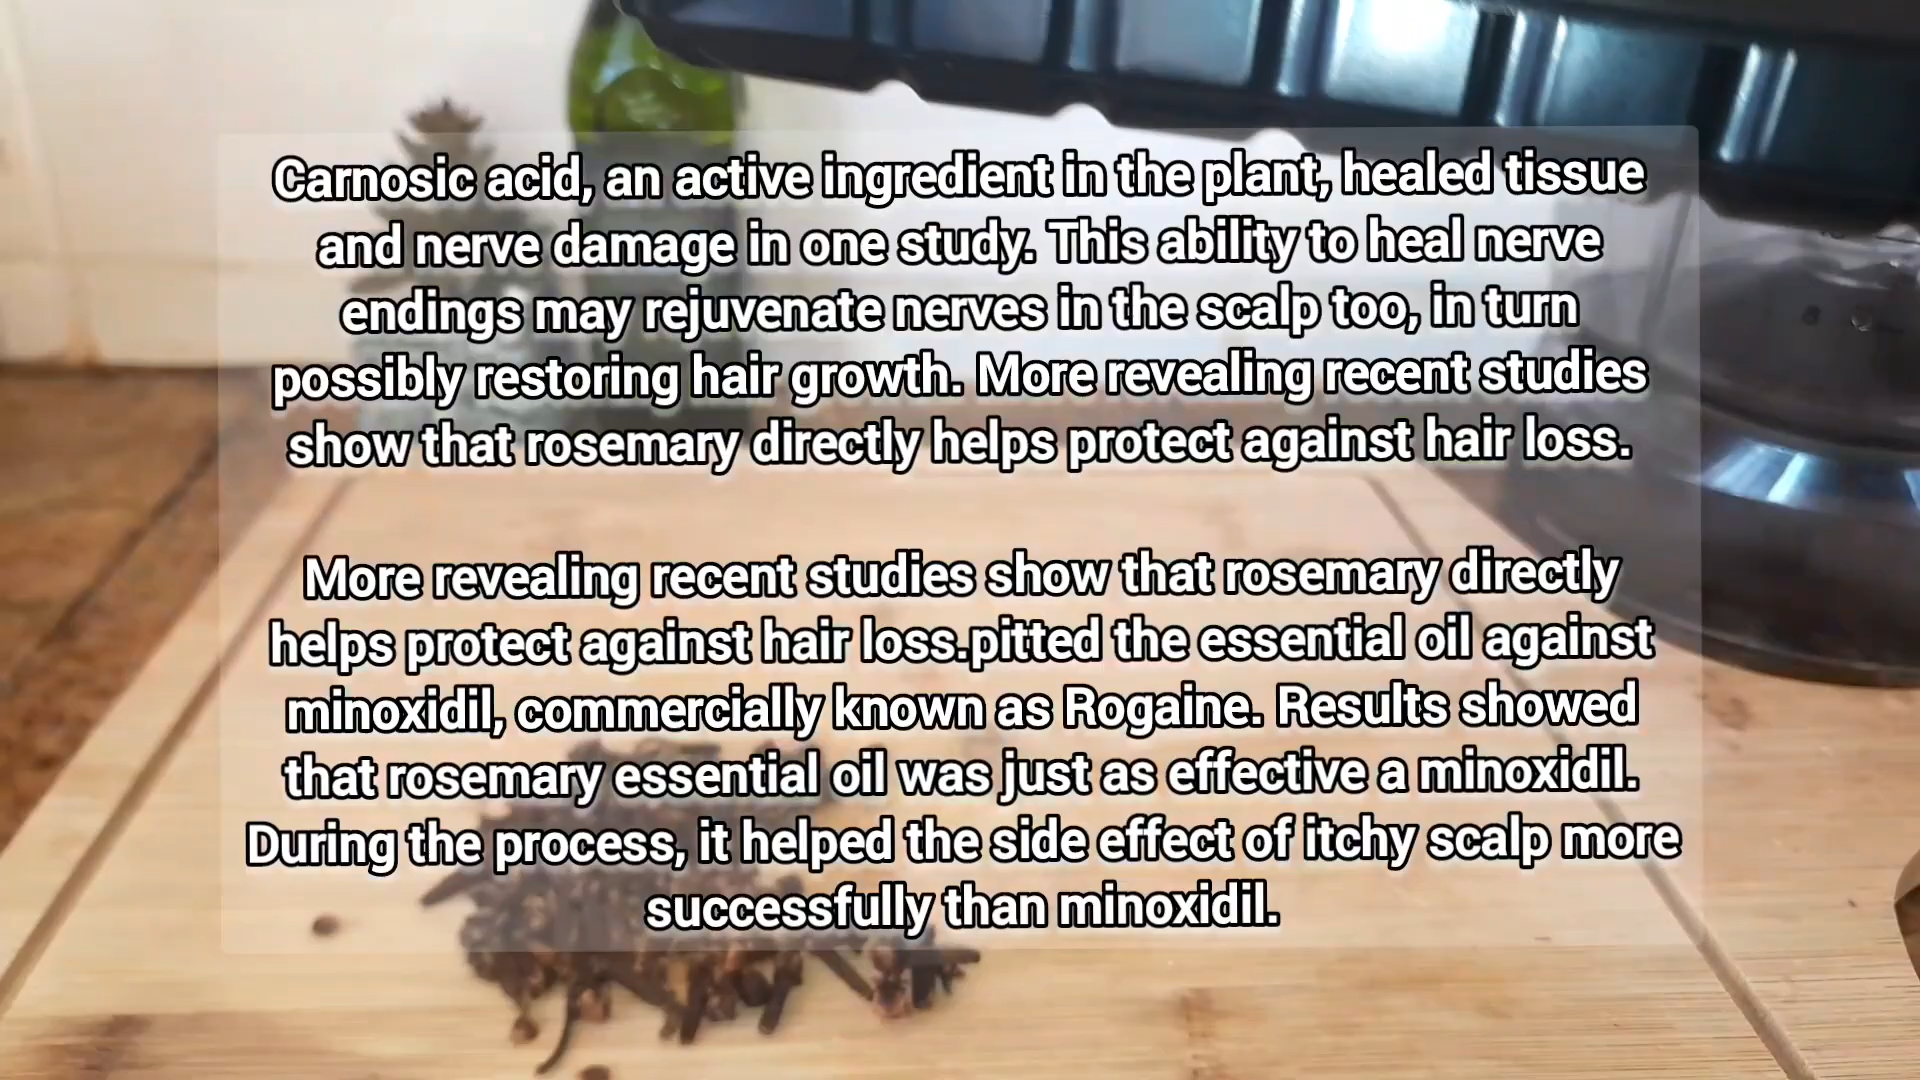 Carnosic acid, an active ingredient in the plant, healed tissue
and nerve damage in one study. This ability to heal nerve
endings may rejuvenate nerves in the scalp too, in turn
possibly restoring hair growth. More revealing recent studies
show that rosemary directly helps protect against hair loss.
More revealing recent studies show that rosemary directly
helps protect against hair loss.pitted the essential oil against
minoxidil, commercially known as Rogaine. Results showed
that rosemary essential oil was just as effective a minoxidil.
During the process, it helped the side effect of itchy scalp more
successfully than minoxidil.